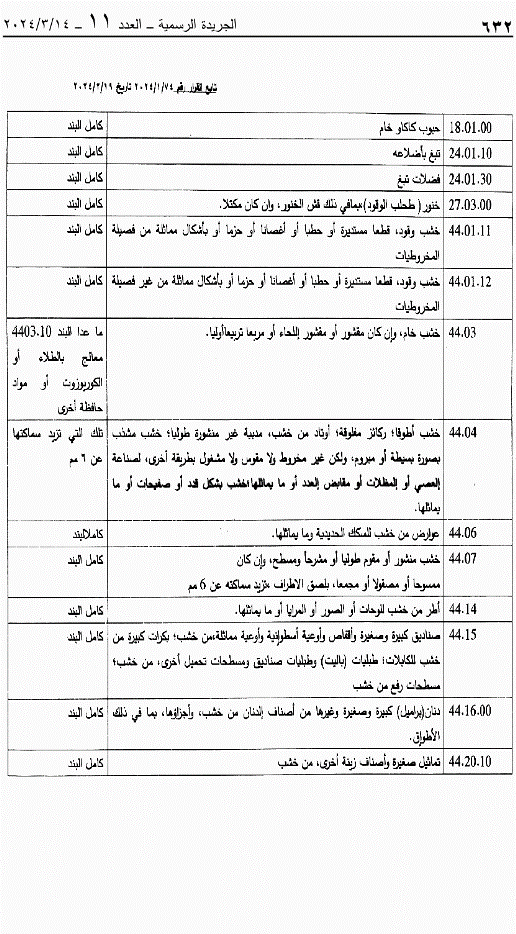 ٦٣٢
الجريدة الرسمية ــ العدد ١١ ــ ٢٠٢٤/٣/١٤
تابع القرار رقم ٢٠٢٤/١/٧٤ تاريخ ٢٠٢٤/٢/١٩
18.01.00 حبوب كاكاو خام كامل البند
24.01.10 تبغ بأضلاعه كامل البند
24.01.30 فضلات تبغ كامل البند
27.03.00 خنور( طحلب الوقود)،بمافي ذلك قش الخنور، وإن كان مكتلا. كامل البند
44.01.11 خشب وقود، قطعا مستديرة أو حطبا أو أغصانا أو حزما أو بأشكال مماثلة من فصيلة كامل البند
المخروطيات
44.01.12 خشب وقود، قطعا مستديرة أو حطبا أو أغصانا أو حزما أو بأشكال مماثلة من غير فصيلة كامل البند
المخروطيات
44.03 خشب خام، وإن كان مقشور أو مقشور اللحاء أو مربعا تربيعاأوليا. ما عدا البند 4403.10
معالج بالطلاء أو
الكوربوزوت أو مواد
حافظة أخرى
44.04 خشب أطوقا؛ ركائز مفلوقة؛ أوتاد من خشب، مدببة غير منشورة طوليا؛ خشب مشذب تلك التي تزيد سماكتها
بصورة بسيطة أو مبروم، ولكن غير مخروط ولا مقوس ولا مشغول بطريقة أخرى، لصناعة عن ٦ مم
العصي أو المظلات أو مقابض العدد أو ما يماثلها؛خشب بشكل قدد أو صفيحات أو ما
يماثلها.
44.06 عوارض من خشب للسكك الحديدية وما يماثلها. كاملالبند
44.07 خشب منشور أو مقوم طوليا أو مشرحاً ومسطح، وإن كان كامل البند
ممسوحا أو مصقولا أو مجمعا، بلصق الاطراف ،تزيد سماكته عن 6 مم
44.14 أطر من خشب للوحات أو الصور أو المرايا أو ما يماثلها. كامل البند
44.15 صناديق كبيرة وصغيرة وأقفاص وأوعية أسطوانية وأوعية مماثلة،من خشب؛ بكرات كبيرة من كامل البند
خشب للكابلات؛ طبليات (باليت) وطبليات صناديق ومسطحات تحميل أخرى، من خشب؛
مسطحات رفع من خشب
44.16.00 دنان(براميل) كبيرة وصغيرة وغيرها من أصناف الدنان من خشب، وأجزاؤها، بما في ذلك كامل البند
الأطواق.
44.20.10 تماثيل صغيرة وأصناف زينة أخرى، من خشب كامل البند